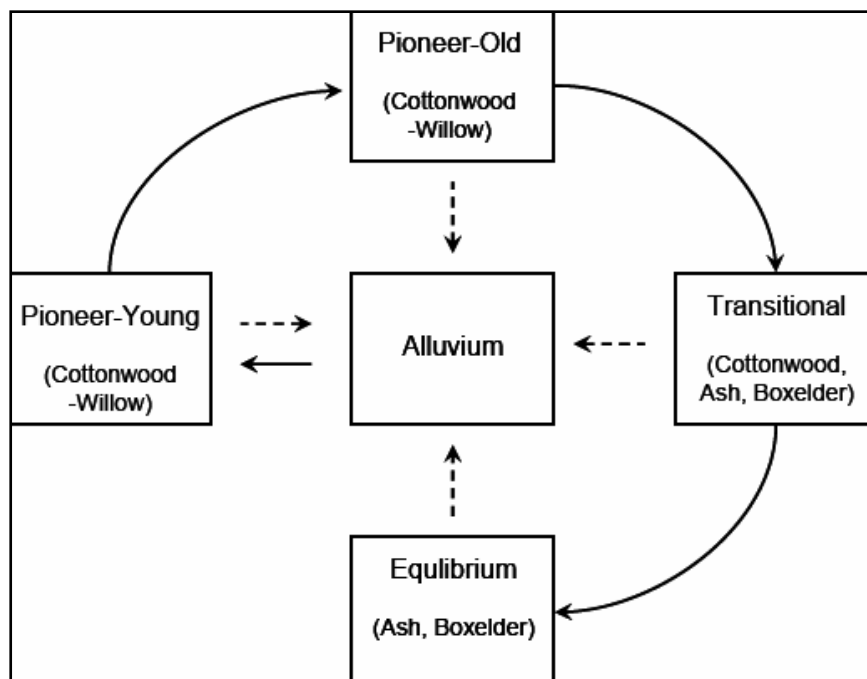 Pioneer-Old
(Cottonwood
-Willow)
Pioneer-Young
(Cottonwood
-Willow)
Alluvium
Transitional
(Cottonwood,
Ash, Boxelder)
Equlibrium
(Ash, Boxelder)